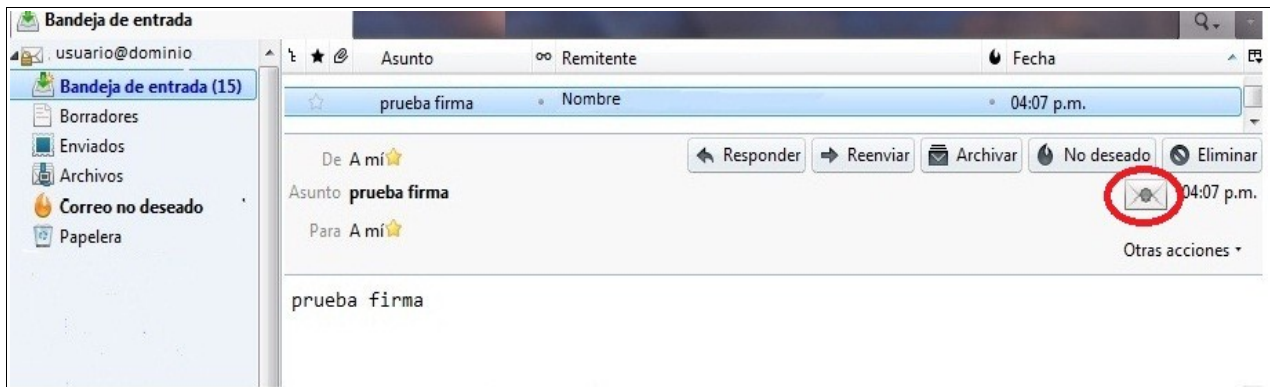 Bandeja de entrada
usuario@dominio
Asunto Remitente Fecha
Bandeja de entrada (15)
prueba firma Nombre 04:07 p.m.
Borradores
Enviados
Archivos
Correo no deseado
Papelera
De A mí Responder Reenviar Archivar No deseado Eliminar
Asunto prueba firma 04:07 p.m.
Para A mí
Otras acciones
prueba firma